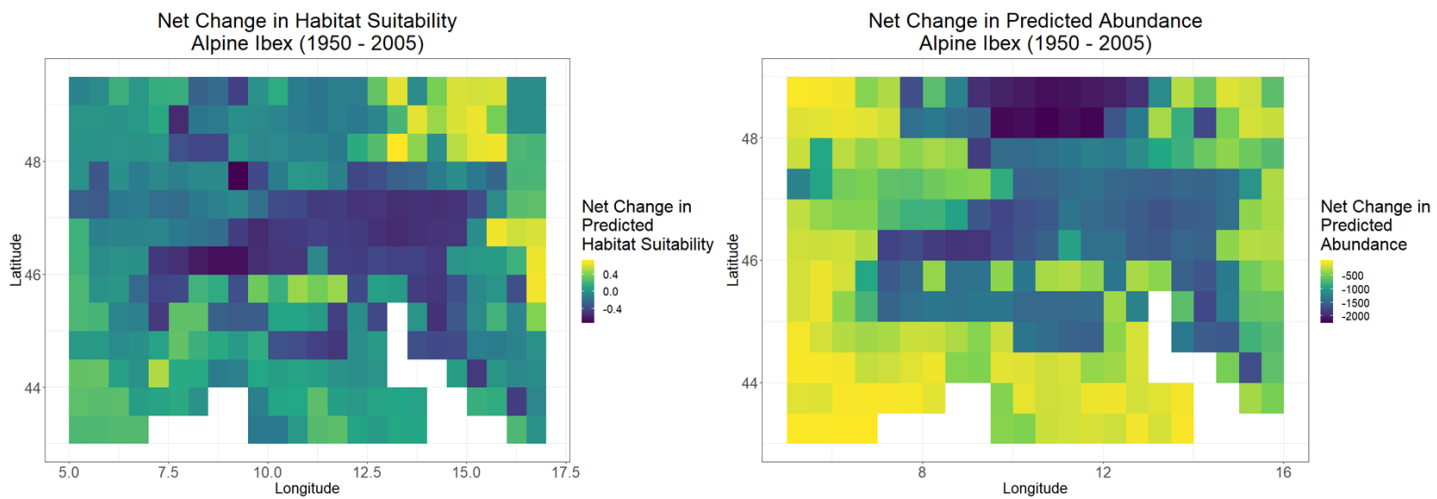 Net Change in Habitat Suitability
Alpine Ibex (1950 - 2005)
48
46
44
Latitude
5.0
7.5
10.0
12.5
15.0
17.5
Longitude
Net Change in
Predicted
Habitat Suitability
0.4
0.0
-0.4
Net Change in Predicted Abundance
Alpine Ibex (1950 - 2005)
48
46
44
Latitude
8
12
16
Longitude
Net Change in
Predicted
Abundance
-500
-1000
-1500
-2000